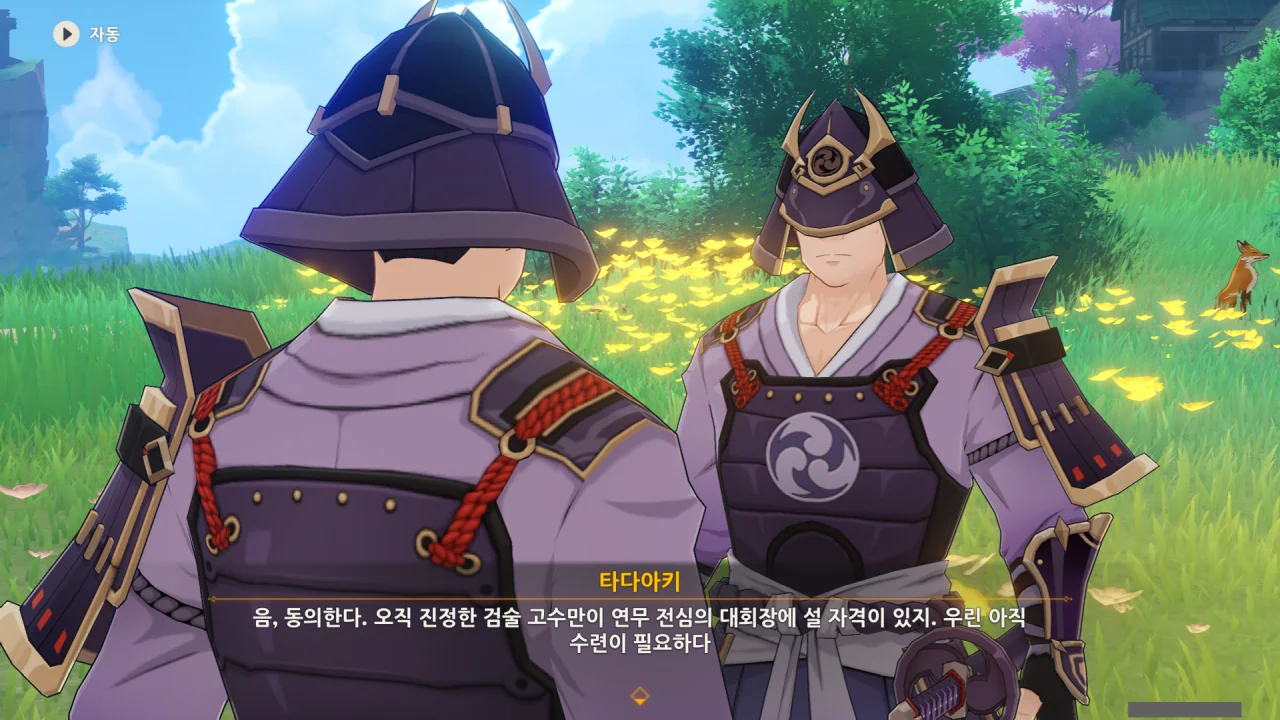 자동
타다아키
음, 동의한다. 오직 진정한 검술 고수만이 연무 전심의 대회장에 설 자격이 있지. 우린 아직
수련이 필요하다